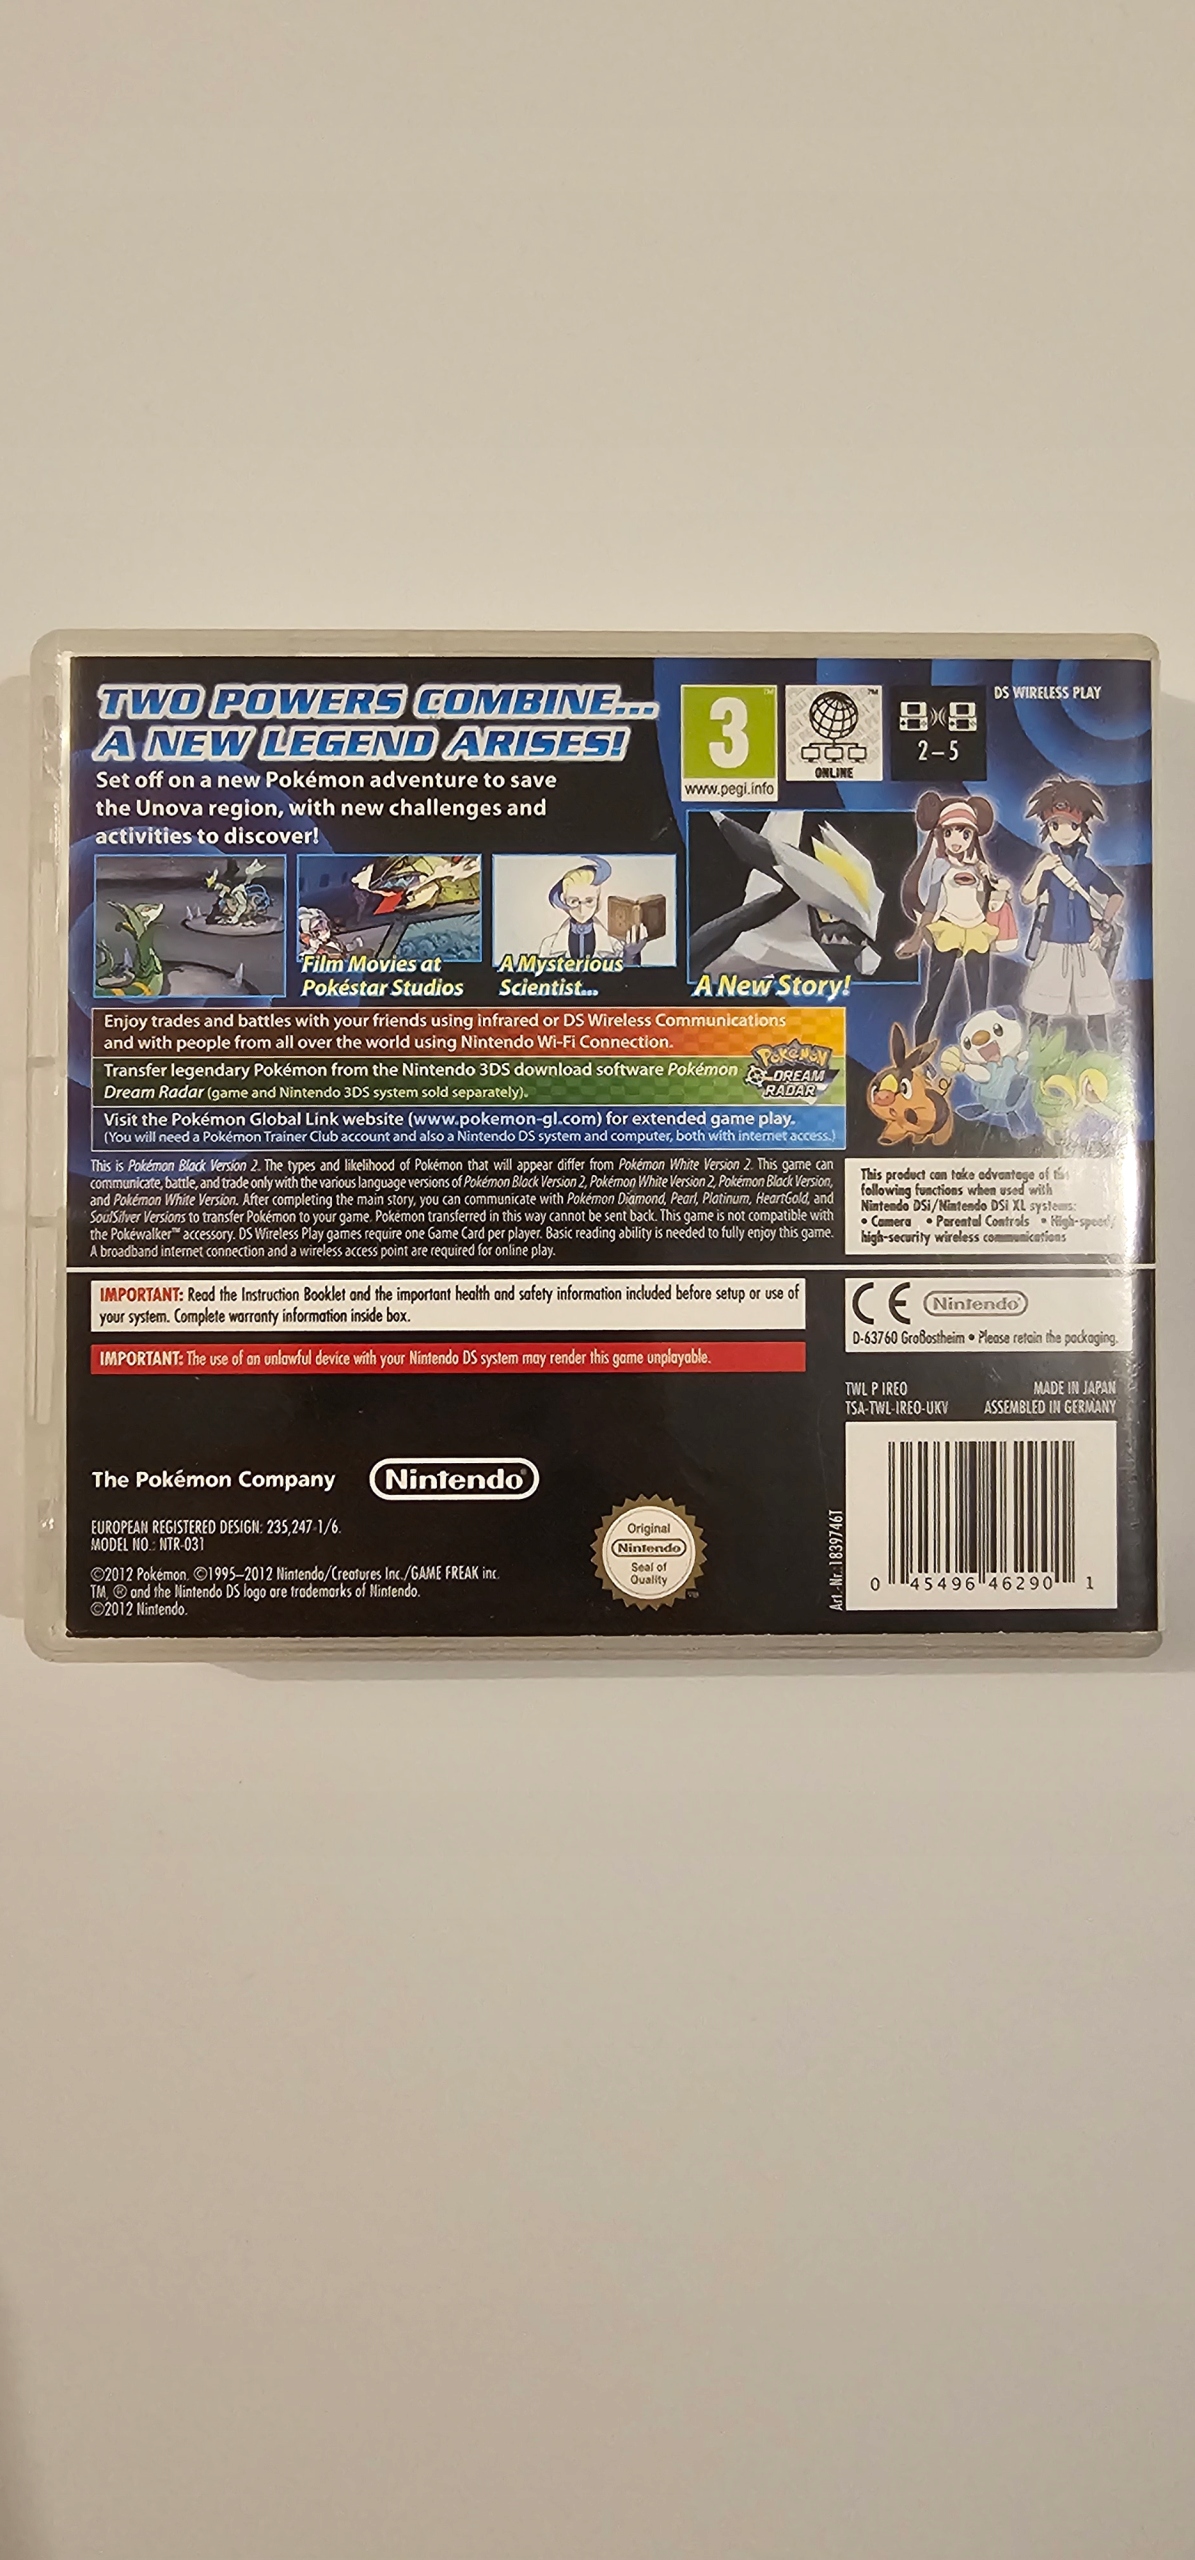 TWO POWERS COMBINE...
A NEW LEGEND ARISES!
Set off on a new Pokémon adventure to save
the Unova region, with new challenges and
activities to discover!
3
www.pegi.info
™
ONLINE
2–5
DS WIRELESS PLAY
Film Movies at
Pokéstar Studios
A Mysterious
Scientist...
A New Story!
Enjoy trades and battles with your friends using infrared or DS Wireless Communications
and with people from all over the world using Nintendo Wi-Fi Connection.
Transfer legendary Pokémon from the Nintendo 3DS download software Pokémon
Dream Radar (game and Nintendo 3DS system sold separately).
POKéMON
DREAM
RADAR
Visit the Pokémon Global Link website (www.pokemon-gl.com) for extended game play.
(You will need a Pokémon Trainer Club account and also a Nintendo DS system and computer, both with internet access.)
This is Pokémon Black Version 2. The types and likelihood of Pokémon that will appear differ from Pokémon White Version 2. This game can
communicate, battle, and trade only with the various language versions of Pokémon Black Version 2, Pokémon White Version 2, Pokémon Black Version,
and Pokémon White Version. After completing the main story, you can communicate with Pokémon Diamond, Pearl, Platinum, HeartGold, and
SoulSilver Versions to transfer Pokémon to your game. Pokémon transferred in this way cannot be sent back. This game is not compatible with
the Pokéwalker™ accessory. DS Wireless Play games require one Game Card per player. Basic reading ability is needed to fully enjoy this game.
A broadband internet connection and a wireless access point are required for online play.
This product can take advantage of the
following functions when used with
Nintendo DSi/Nintendo DSi XL systems:
• Camera • Parental Controls • High-speed/
high-security wireless communications
IMPORTANT: Read the Instruction Booklet and the important health and safety information included before setup or use of
your system. Complete warranty information inside box.
IMPORTANT: The use of an unlawful device with your Nintendo DS system may render this game unplayable.
CE Nintendo®
D-63760 Großostheim • Please retain the packaging.
TWL P IREO
TSA-TWL-IREO-UKV
MADE IN JAPAN
ASSEMBLED IN GERMANY
The Pokémon Company
Nintendo®
EUROPEAN REGISTERED DESIGN: 235,247-1/6.
MODEL NO.: NTR-031
©2012 Pokémon. ©1995–2012 Nintendo/Creatures Inc./GAME FREAK inc.
TM, ® and the Nintendo DS logo are trademarks of Nintendo.
©2012 Nintendo.
Original
Nintendo
Seal of
Quality
Art.-Nr.: 1839746T
0 45496 46290 1